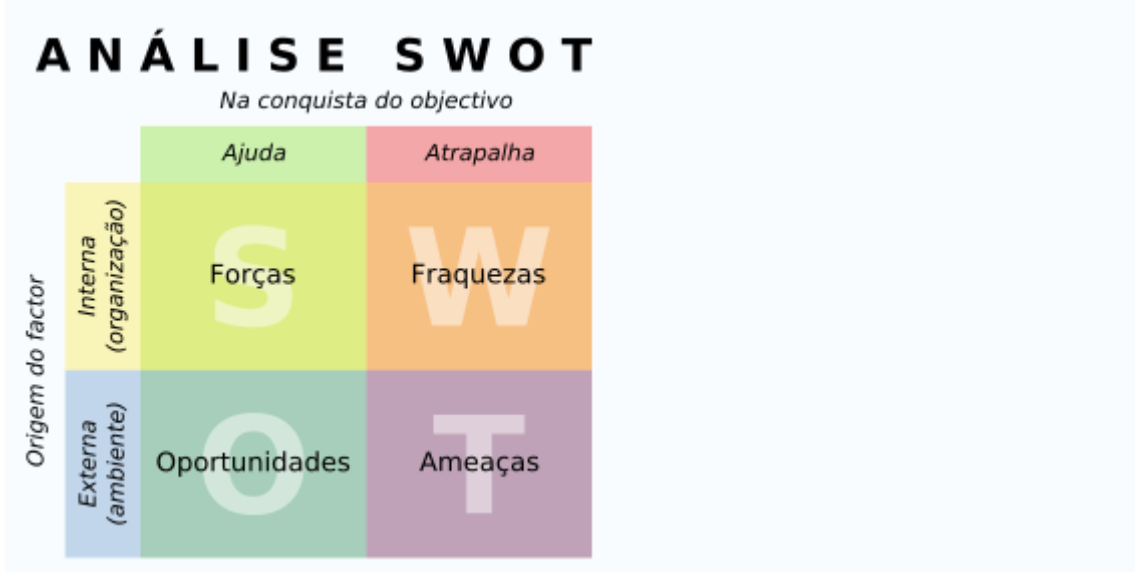 ANÁLISE SWOT
Na conquista do objectivo
Ajuda
Atrapalha
Origem do factor
Interna
(organização)
S
Forças
W
Fraquezas
Externa
(ambiente)
O
Oportunidades
T
Ameaças